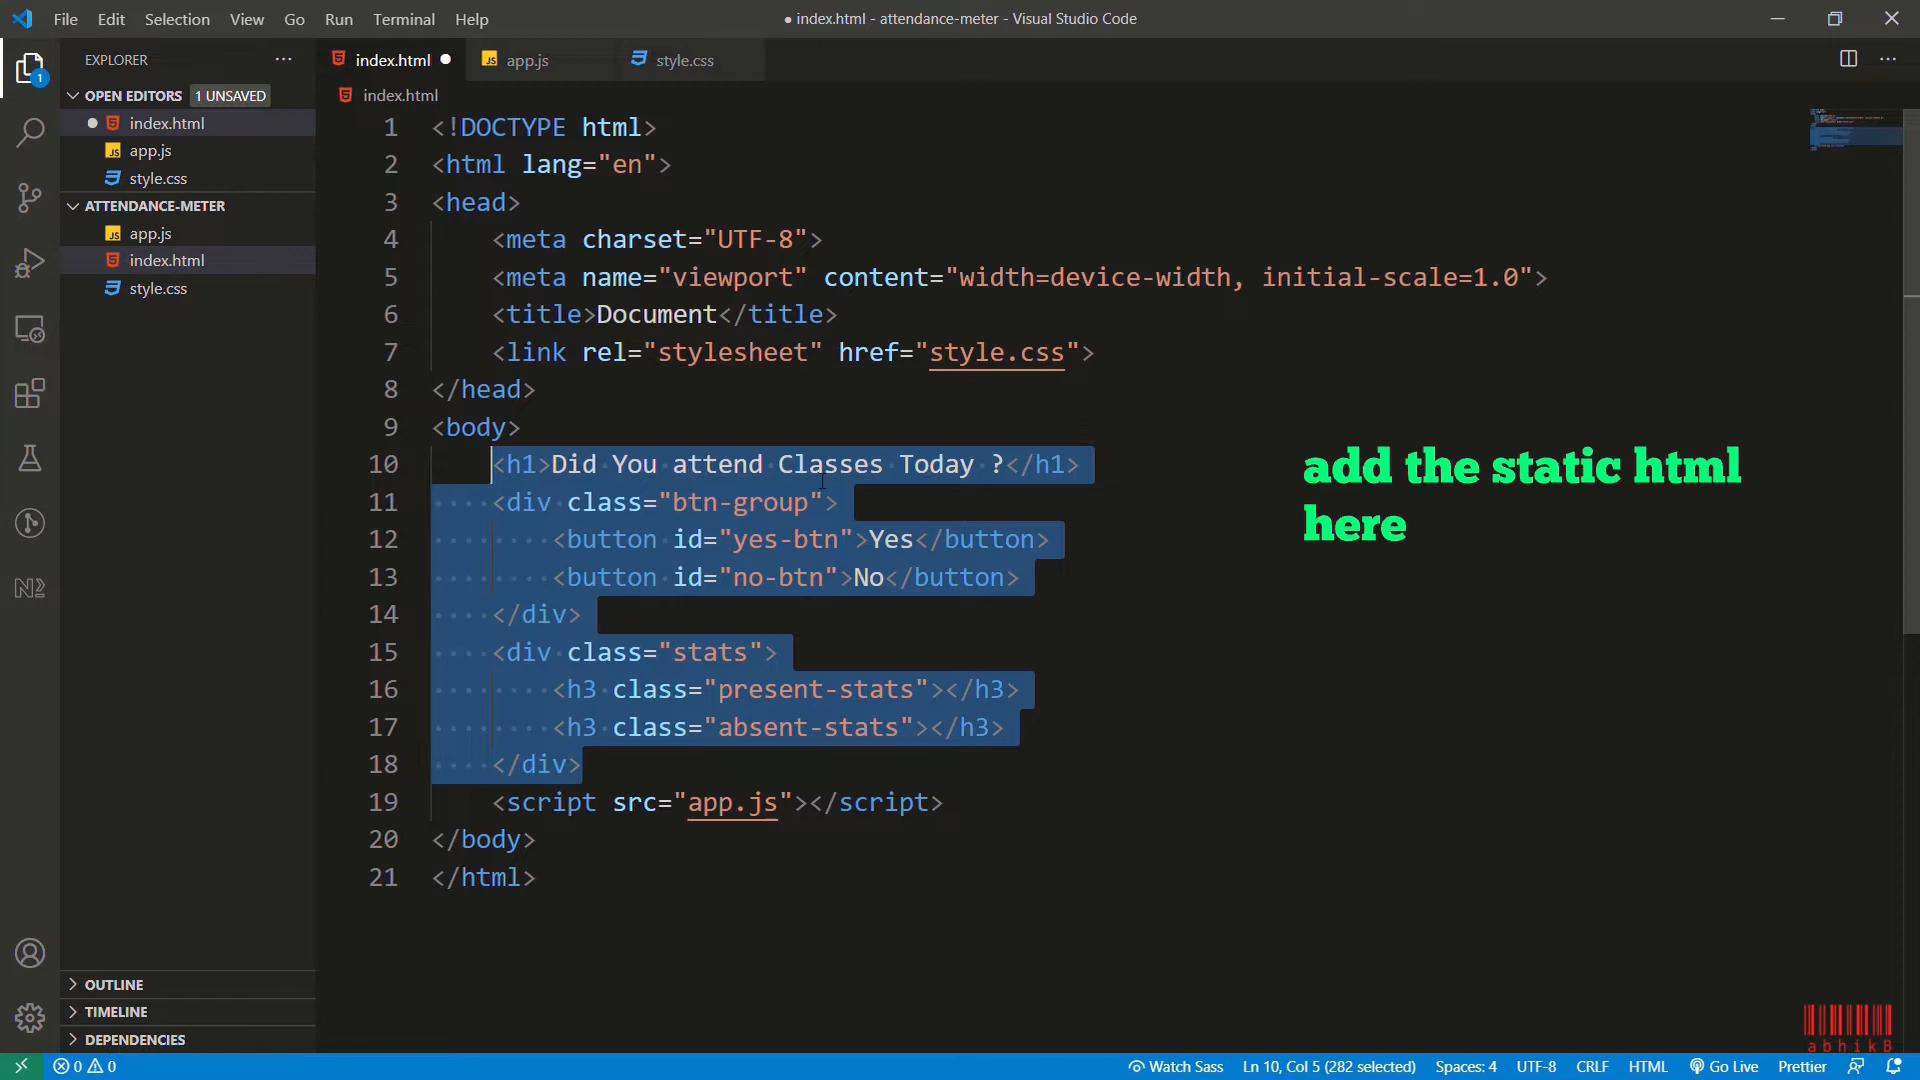 File Edit Selection View Go Run Terminal Help
● index.html - attendance-meter - Visual Studio Code
EXPLORER
OPEN EDITORS 1 UNSAVED
index.html
app.js
style.css
ATTENDANCE-METER
app.js
index.html
style.css
OUTLINE
TIMELINE
DEPENDENCIES
1
index.html app.js style.css
index.html
1 <!DOCTYPE html>
2 <html lang="en">
3 <head>
4 <meta charset="UTF-8">
5 <meta name="viewport" content="width=device-width, initial-scale=1.0">
6 <title>Document</title>
7 <link rel="stylesheet" href="style.css">
8 </head>
9 <body>
10 <h1>Did You attend Classes Today ?</h1>
11 <div class="btn-group">
12 <button id="yes-btn">Yes</button>
13 <button id="no-btn">No</button>
14 </div>
15 <div class="stats">
16 <h3 class="present-stats"></h3>
17 <h3 class="absent-stats"></h3>
18 </div>
19 <script src="app.js"></script>
20 </body>
21 </html>
add the static html
here
abhikB
0 0 Watch Sass Ln 10, Col 5 (282 selected) Spaces: 4 UTF-8 CRLF HTML Go Live Prettier